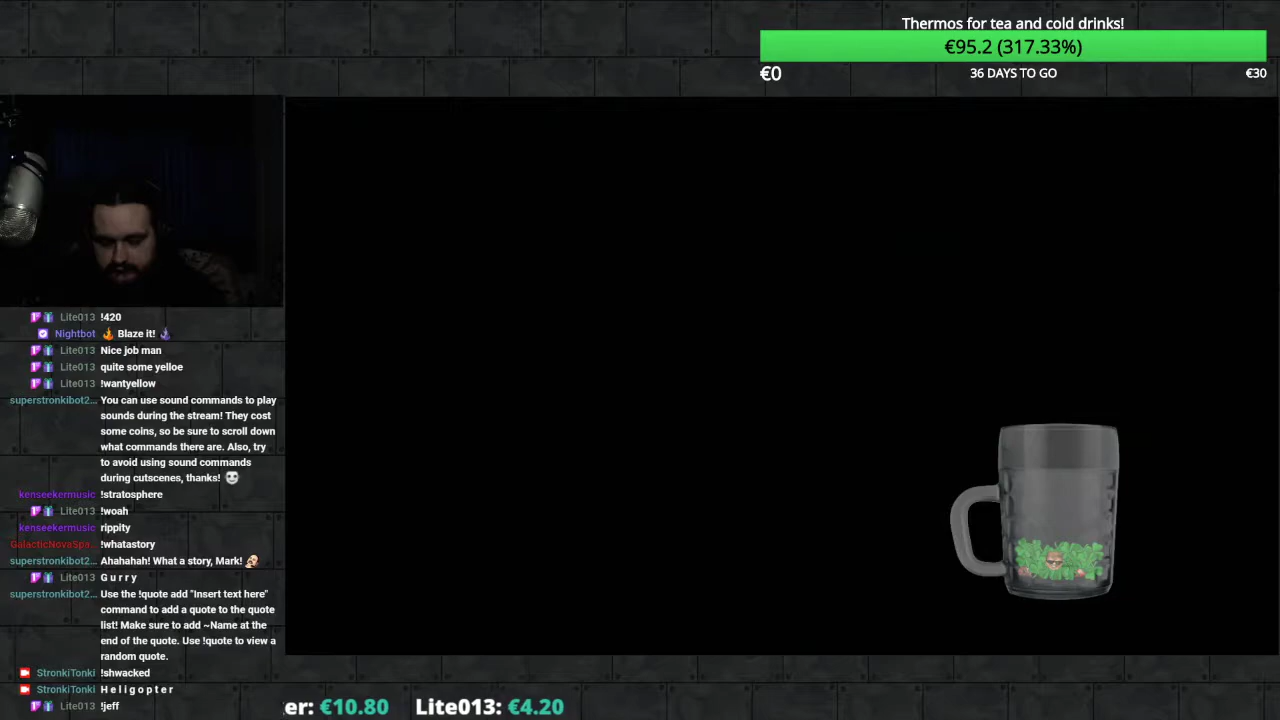 Thermos for tea and cold drinks!
€95.2 (317.33%)
€0 36 DAYS TO GO €30
Lite013 !420
Nightbot 🔥 Blaze it!
Lite013 Nice job man
Lite013 quite some yelloe
Lite013 !wantyellow
superstronkibot2... You can use sound commands to play
sounds during the stream! They cost
some coins, so be sure to scroll down
what commands there are. Also, try
to avoid using sound commands
during cutscenes, thanks!
kenseekermusic !stratosphere
Lite013 !woah
kenseekermusic rippity
GalacticNovaSpa... !whatastory
superstronkibot2... Ahahahah! What a story, Mark!
Lite013 G u r r y
superstronkibot2... Use the !quote add "Insert text here"
command to add a quote to the quote
list! Make sure to add ~Name at the
end of the quote. Use !quote to view a
random quote.
StronkiTonki !shwacked
StronkiTonki H e l i g o p t e r
Lite013 !jeff
er: €10.80 Lite013: €4.20